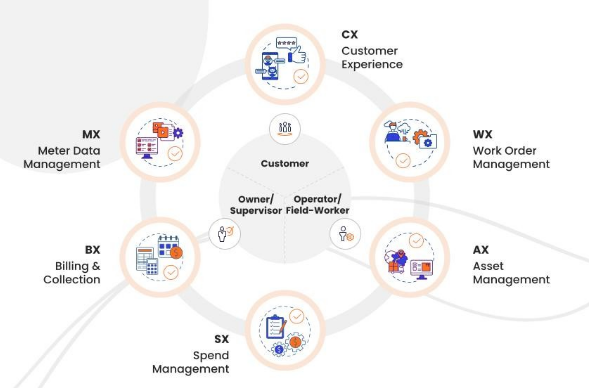 CX
Customer
Experience
MX
Meter Data
Management
WX
Work Order
Management
Customer
Owner/
Supervisor
Operator/
Field-Worker
BX
Billing &
Collection
AX
Asset
Management
SX
Spend
Management